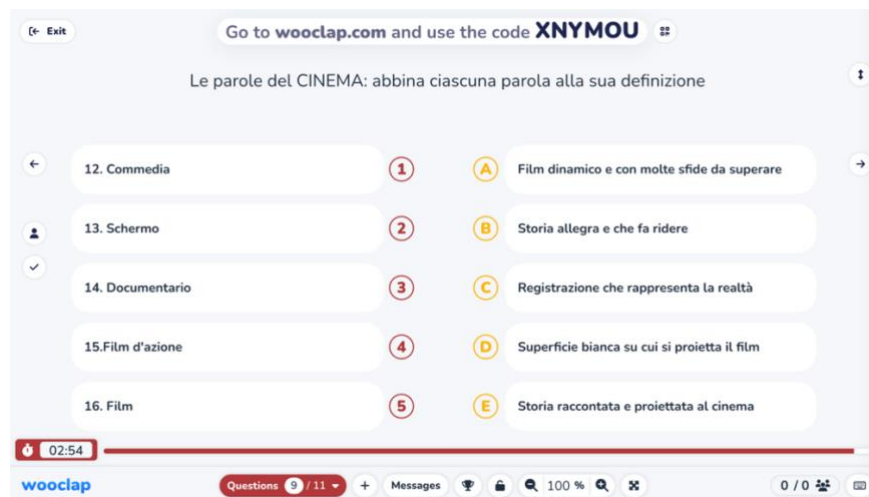 Exit
Go to wooclap.com and use the code XNYMOU
Le parole del CINEMA: abbina ciascuna parola alla sua definizione
12. Commedia 1 A Film dinamico e con molte sfide da superare
13. Schermo 2 B Storia allegra e che fa ridere
14. Documentario 3 C Registrazione che rappresenta la realtà
15.Film d'azione 4 D Superficie bianca su cui si proietta il film
16. Film 5 E Storia raccontata e proiettata al cinema
02:54
wooclap Questions 9 / 11 + Messages 100 % 0 / 0